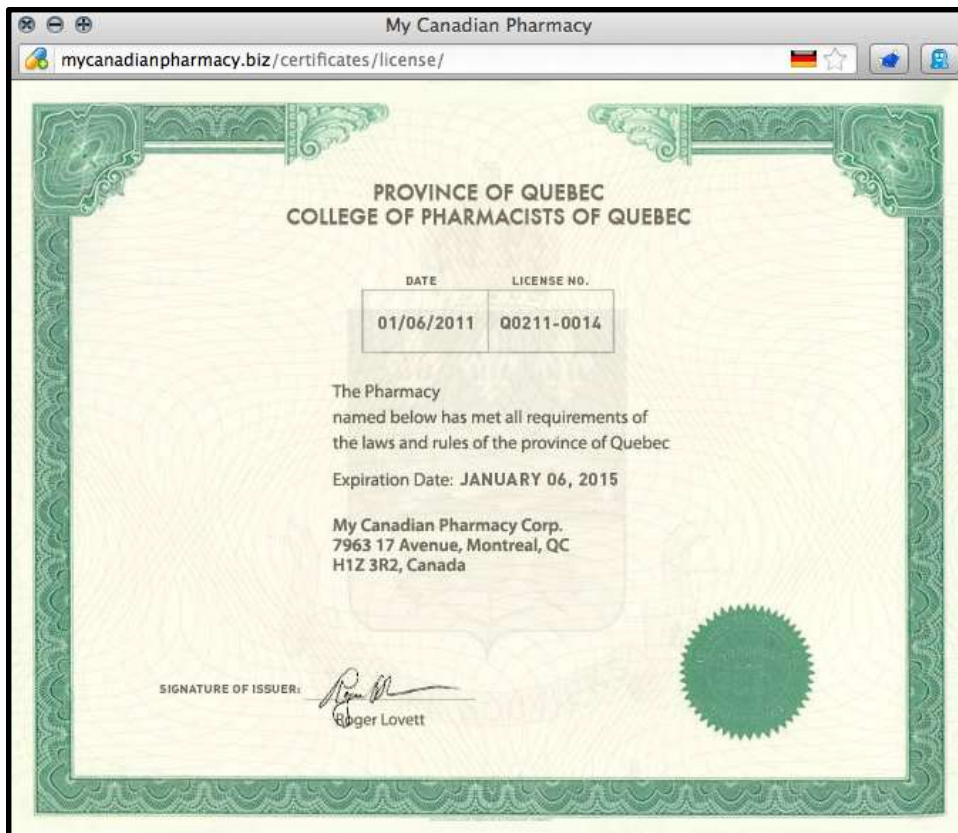 My Canadian Pharmacy
mycanadianpharmacy.biz/certificates/license/
PROVINCE OF QUEBEC
COLLEGE OF PHARMACISTS OF QUEBEC
DATE LICENSE NO.
01/06/2011 Q0211-0014
The Pharmacy
named below has met all requirements of
the laws and rules of the province of Quebec
Expiration Date: JANUARY 06, 2015
My Canadian Pharmacy Corp.
7963 17 Avenue, Montreal, QC
H1Z 3R2, Canada
SIGNATURE OF ISSUER:
Roger Lovett